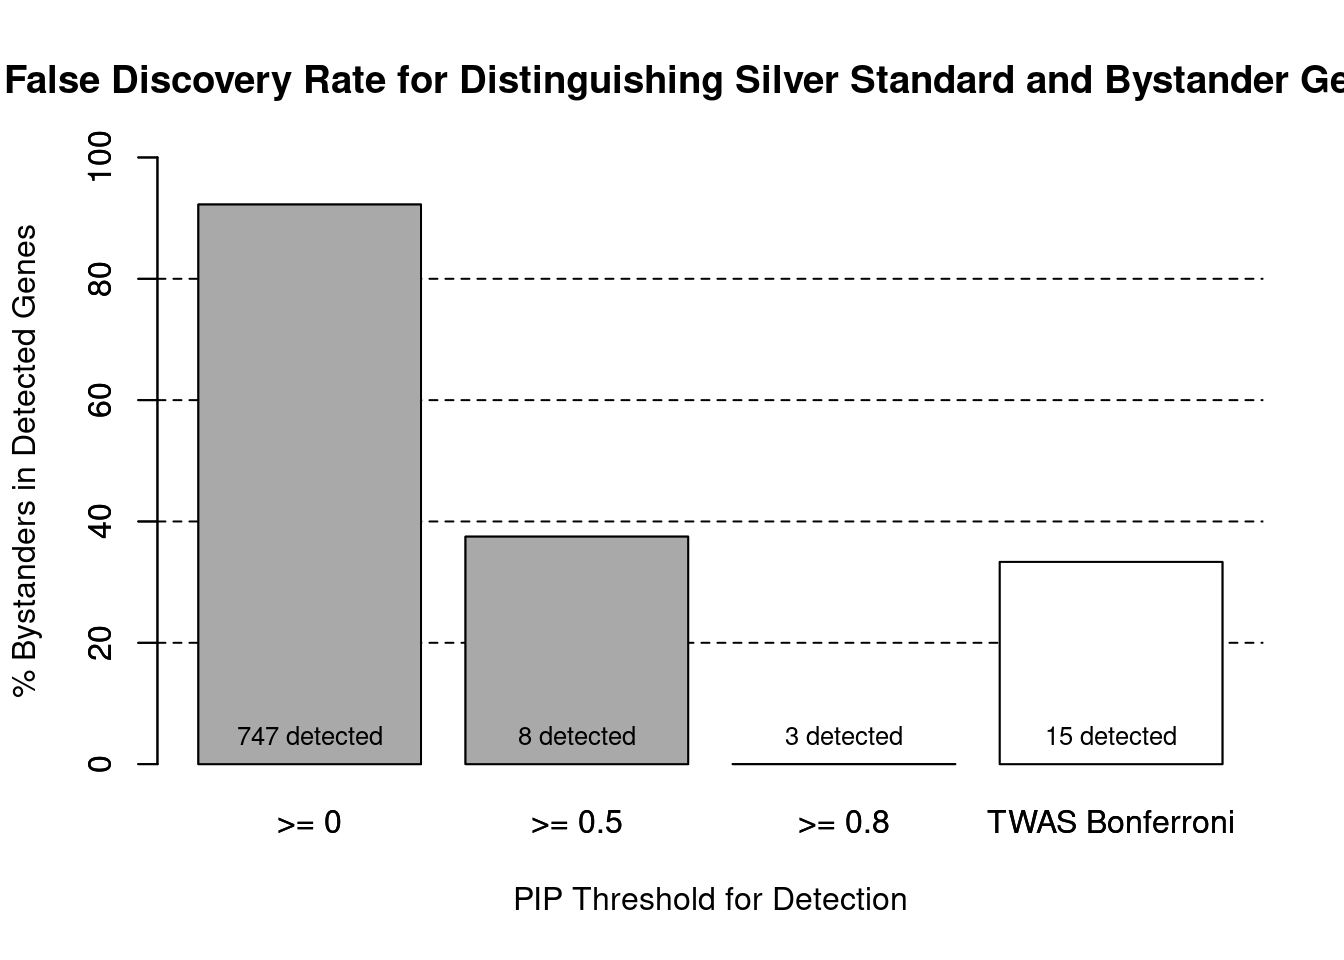 False Discovery Rate for Distinguishing Silver Standard and Bystander Ge
% Bystanders in Detected Genes
100
80
60
40
20
0
747 detected
8 detected
3 detected
15 detected
>= 0
>= 0.5
>= 0.8
TWAS Bonferroni
PIP Threshold for Detection